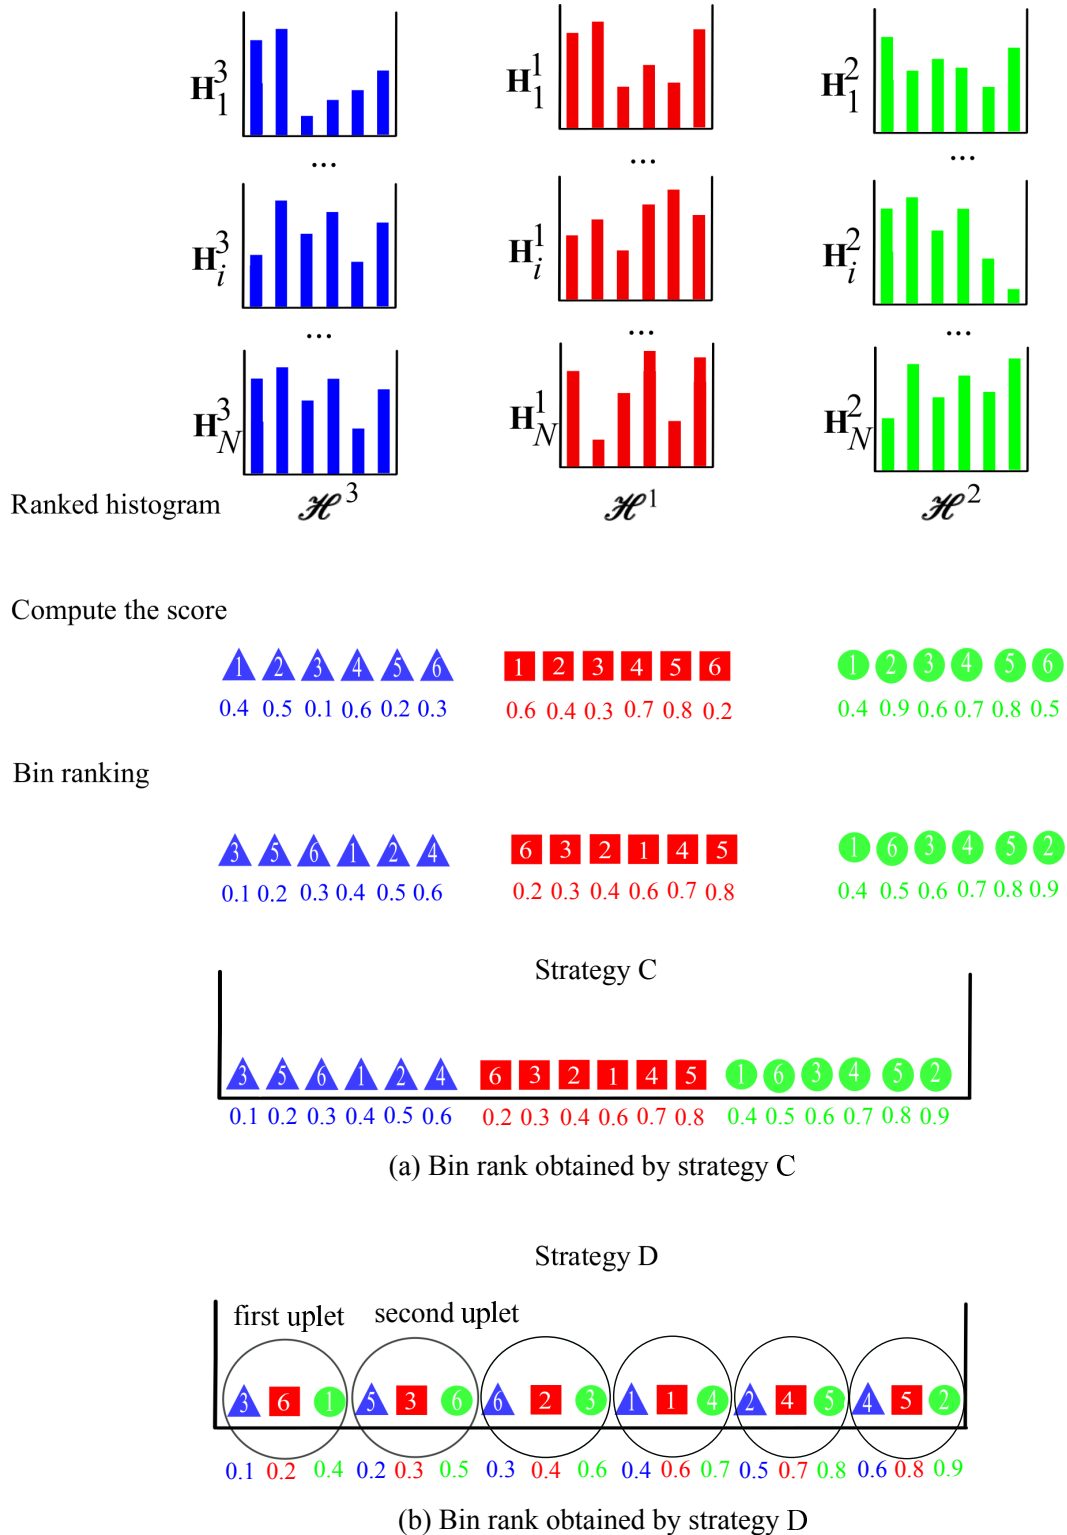 H₁³ H₁¹ H₁²
... ... ...
Hᵢ³ Hᵢ¹ Hᵢ²
... ... ...
H_N³ H_N¹ H_N²
Ranked histogram ℋ³ ℋ¹ ℋ²
Compute the score
1 2 3 4 5 6 1 2 3 4 5 6 1 2 3 4 5 6
0.4 0.5 0.1 0.6 0.2 0.3 0.6 0.4 0.3 0.7 0.8 0.2 0.4 0.9 0.6 0.7 0.8 0.5
Bin ranking
3 5 6 1 2 4 6 3 2 1 4 5 1 6 3 4 5 2
0.1 0.2 0.3 0.4 0.5 0.6 0.2 0.3 0.4 0.6 0.7 0.8 0.4 0.5 0.6 0.7 0.8 0.9
Strategy C
3 5 6 1 2 4 6 3 2 1 4 5 1 6 3 4 5 2
0.1 0.2 0.3 0.4 0.5 0.6 0.2 0.3 0.4 0.6 0.7 0.8 0.4 0.5 0.6 0.7 0.8 0.9
(a) Bin rank obtained by strategy C
Strategy D
first uplet second uplet
3 6 1 5 3 6 6 2 3 1 1 4 2 4 5 4 5 2
0.1 0.2 0.4 0.2 0.3 0.5 0.3 0.4 0.6 0.4 0.6 0.7 0.5 0.7 0.8 0.6 0.8 0.9
(b) Bin rank obtained by strategy D